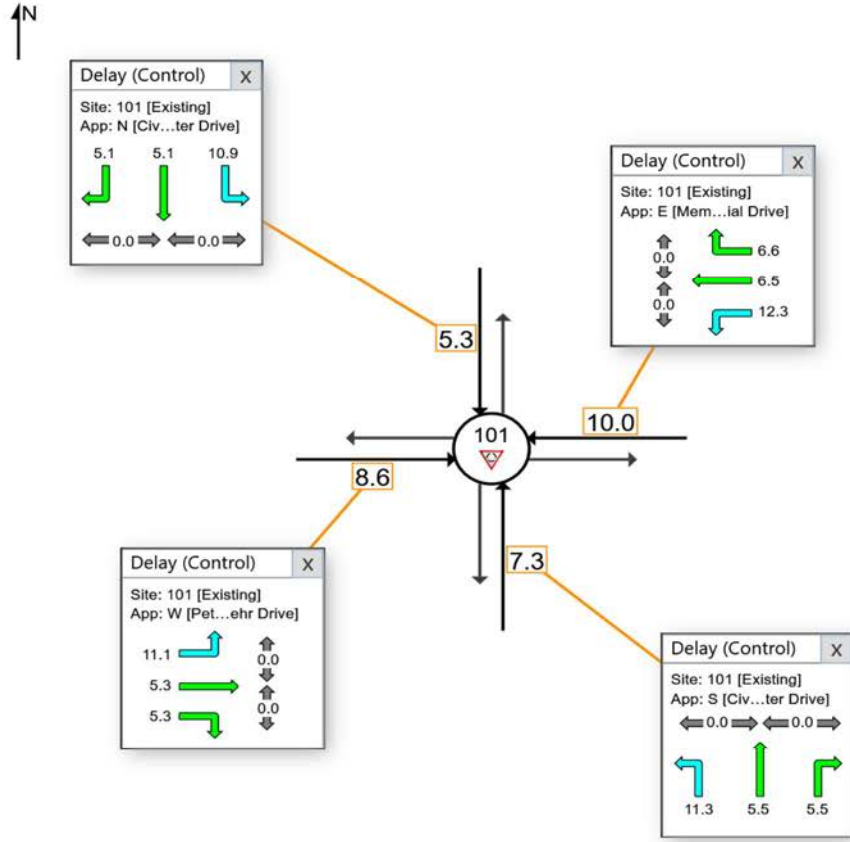 N
Delay (Control) X
Site: 101 [Existing]
App: N [Civ...ter Drive]
5.1 5.1 10.9
0.0 0.0
Delay (Control) X
Site: 101 [Existing]
App: E [Mem...ial Drive]
0.0 6.6
6.5
0.0
12.3
5.3
10.0
101
8.6
7.3
Delay (Control) X
Site: 101 [Existing]
App: W [Pet...ehr Drive]
11.1 0.0
5.3
5.3 0.0
Delay (Control) X
Site: 101 [Existing]
App: S [Civ...ter Drive]
0.0 0.0
11.3 5.5 5.5